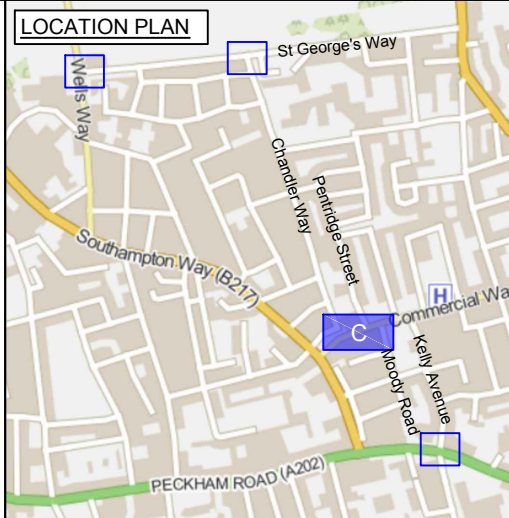 LOCATION PLAN
St George's Way
Wells Way
Chandler Way
Pentridge Street
Southampton Way (B217)
H
Commercial Wa
C
Moody Road
Kelly Avenue
PECKHAM ROAD (A202)